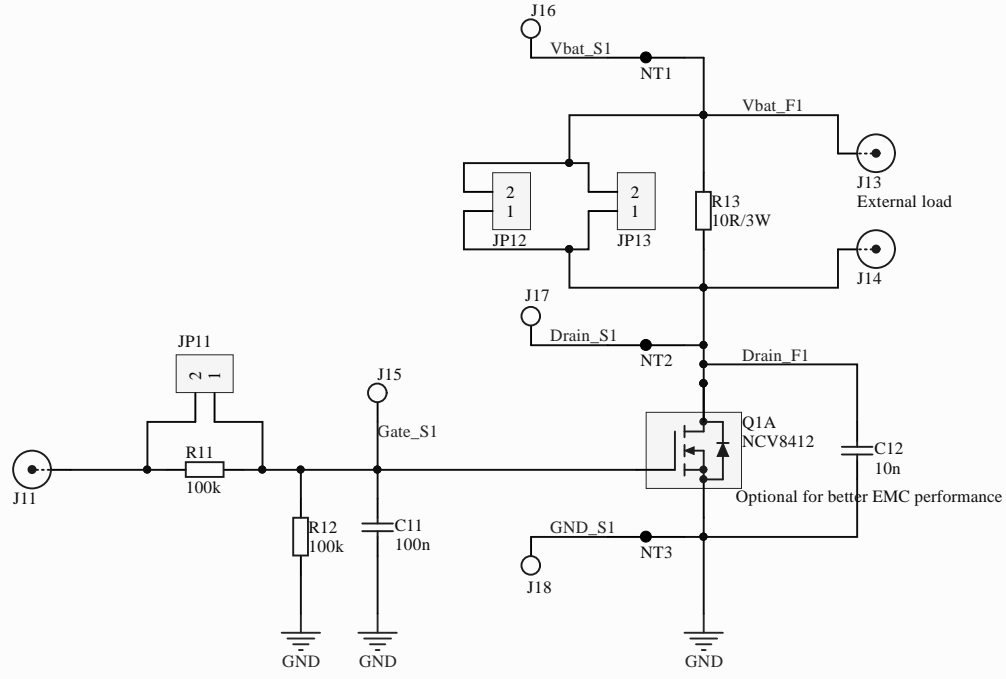 J16
Vbat_S1
NT1
Vbat_F1
J13
External load
2
1
JP12
2
1
JP13
R13
10R/3W
J14
J17
Drain_S1
NT2
Drain_F1
JP11
2
1
J15
Gate_S1
Q1A
NCV8412
C12
10n
Optional for better EMC performance
J11
R11
100k
R12
100k
C11
100n
GND_S1
NT3
J18
GND
GND
GND